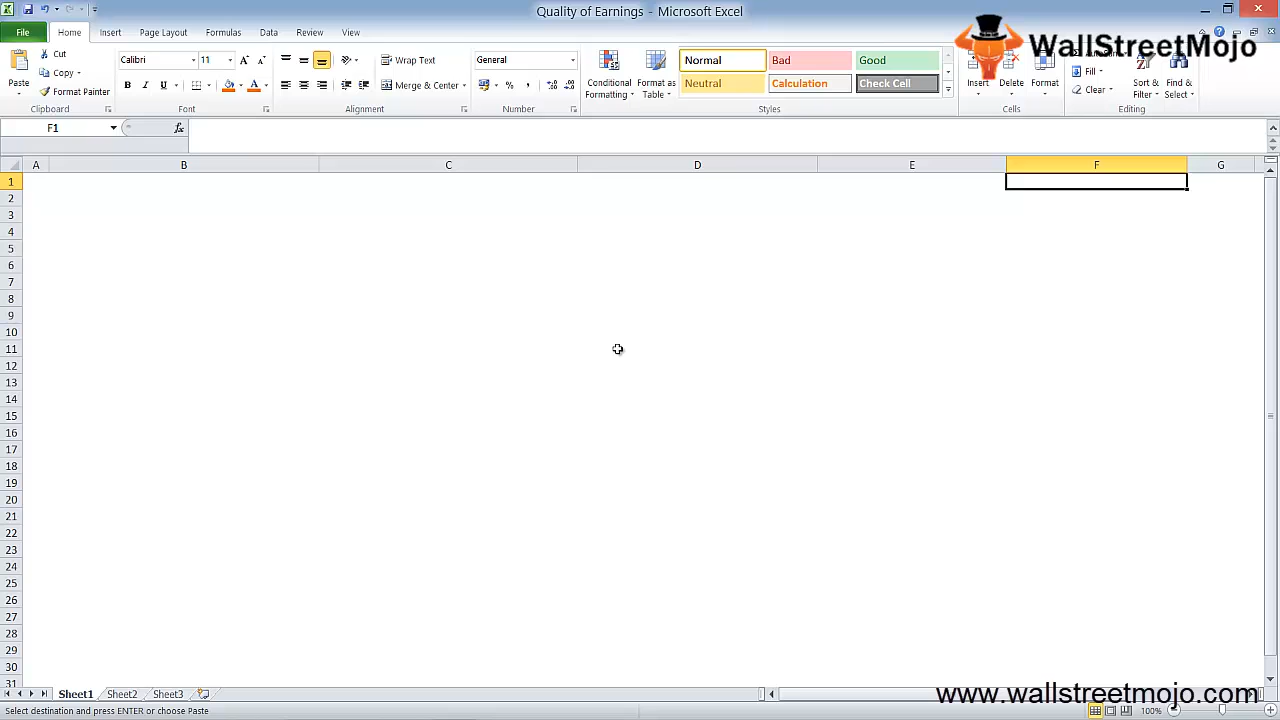 Quality of Earnings - Microsoft Excel
File Home Insert Page Layout Formulas Data Review View
WallStreetMojo
Paste
Cut
Copy
Format Painter
Clipboard
Calibri 11
B I U
A A
Font
Wrap Text
Merge & Center
Alignment
General
% ,
Number
Conditional Formatting
Format as Table
Normal Bad Good
Neutral Calculation Check Cell
Styles
Insert Delete Format
Cells
Fill
Clear
Sort & Filter
Find & Select
Editing
F1 fx
A B C D E F G
1
2
3
4
5
6
7
8
9
10
11
12
13
14
15
16
17
18
19
20
21
22
23
24
25
26
27
28
29
30
31
Sheet1 Sheet2 Sheet3
www.wallstreetmojo.com
Select destination and press ENTER or choose Paste
100%